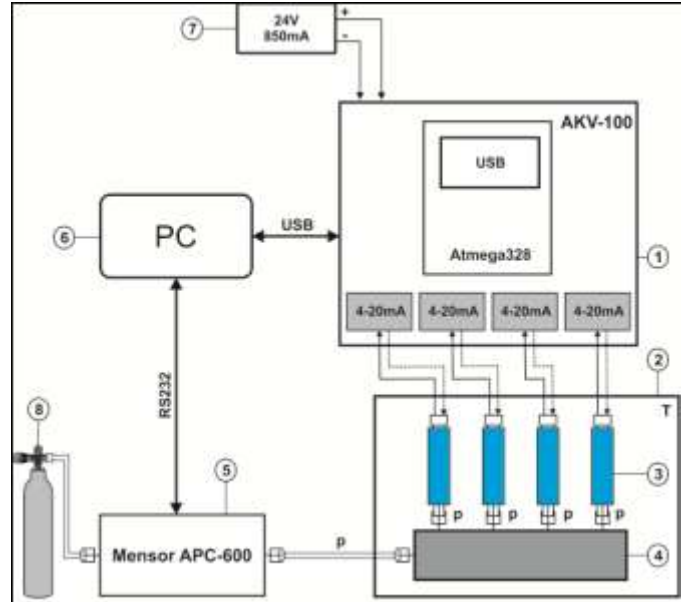 7
24V
850mA
+
-
AKV-100
USB
Atmega328
1
6
PC
USB
4-20mA
4-20mA
4-20mA
4-20mA
2
T
RS232
8
3
5
p
p
Mensor APC-600
p
4